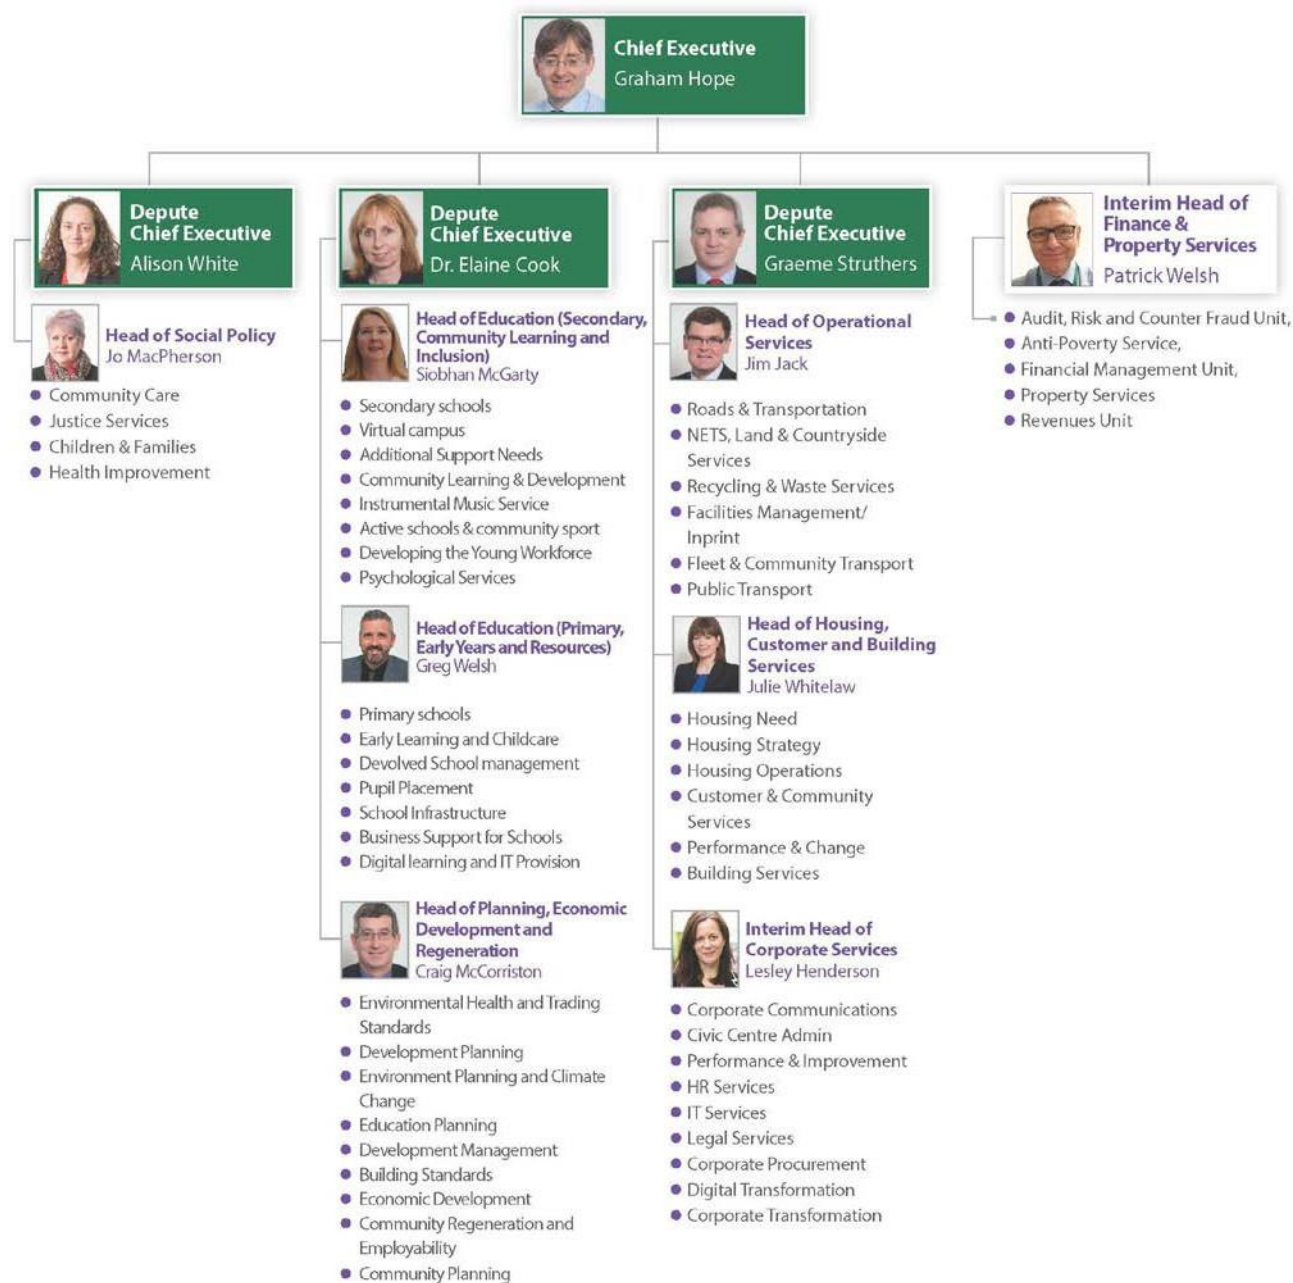 Chief Executive
Graham Hope
Depute
Chief Executive
Alison White
Head of Social Policy
Jo MacPherson
Community Care
Justice Services
Children & Families
Health Improvement
Depute
Chief Executive
Dr. Elaine Cook
Head of Education (Secondary,
Community Learning and
Inclusion)
Siobhan McGarty
Secondary schools
Virtual campus
Additional Support Needs
Community Learning & Development
Instrumental Music Service
Active schools & community sport
Developing the Young Workforce
Psychological Services
Head of Education (Primary,
Early Years and Resources)
Greg Welsh
Primary schools
Early Learning and Childcare
Devolved School management
Pupil Placement
School Infrastructure
Business Support for Schools
Digital learning and IT Provision
Head of Planning, Economic
Development and
Regeneration
Craig McCorriston
Environmental Health and Trading
Standards
Development Planning
Environment Planning and Climate
Change
Education Planning
Development Management
Building Standards
Economic Development
Community Regeneration and
Employability
Community Planning
Depute
Chief Executive
Graeme Struthers
Head of Operational
Services
Jim Jack
Roads & Transportation
NETS, Land & Countryside
Services
Recycling & Waste Services
Facilities Management/
Inprint
Fleet & Community Transport
Public Transport
Head of Housing,
Customer and Building
Services
Julie Whitelaw
Housing Need
Housing Strategy
Housing Operations
Customer & Community
Services
Performance & Change
Building Services
Interim Head of
Corporate Services
Lesley Henderson
Corporate Communications
Civic Centre Admin
Performance & Improvement
HR Services
IT Services
Legal Services
Corporate Procurement
Digital Transformation
Corporate Transformation
Interim Head of
Finance &
Property Services
Patrick Welsh
Audit, Risk and Counter Fraud Unit,
Anti-Poverty Service,
Financial Management Unit,
Property Services
Revenues Unit